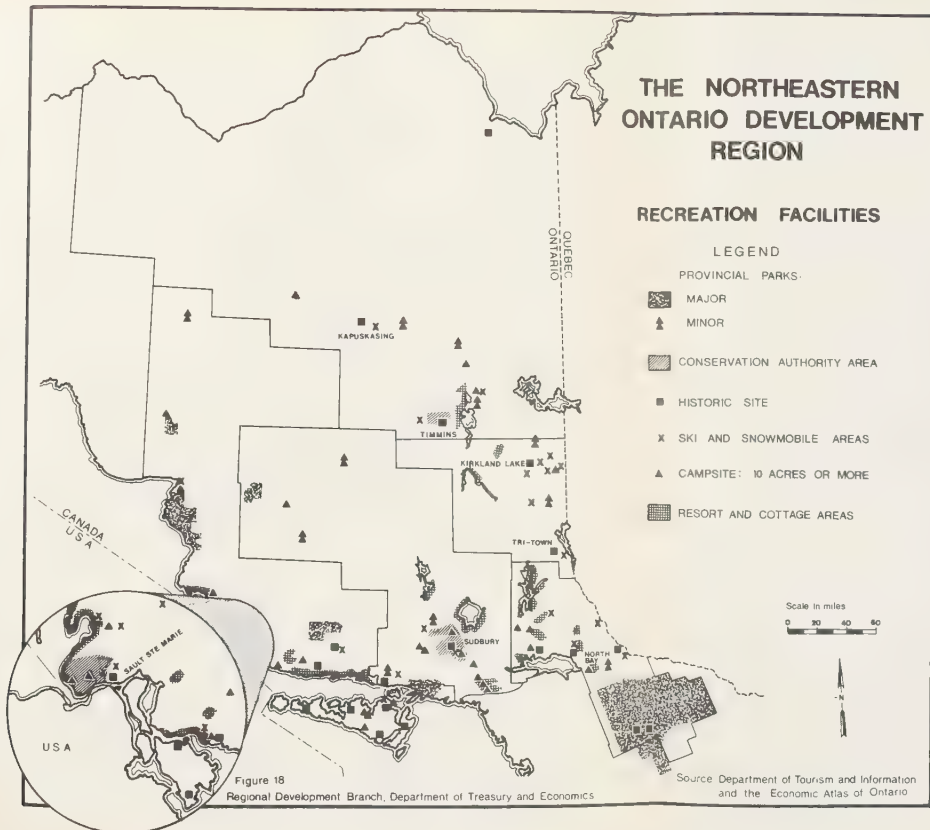 THE NORTHEASTERN
ONTARIO DEVELOPMENT
REGION
RECREATION FACILITIES
LEGEND
PROVINCIAL PARKS:
MAJOR
MINOR
CONSERVATION AUTHORITY AREA
HISTORIC SITE
SKI AND SNOWMOBILE AREAS
CAMPSITE: 10 ACRES OR MORE
RESORT AND COTTAGE AREAS
QUEBEC
ONTARIO
KAPUSKASING
TIMMINS
KIRKLAND LAKE
TRI-TOWN
CANADA
USA
SUDBURY
NORTH
BAY
SAULT STE MARIE
USA
Scale in miles
0 20 40 60
N
Figure 18
Regional Development Branch, Department of Treasury and Economics
Source Department of Tourism and Information
and the Economic Atlas of Ontario